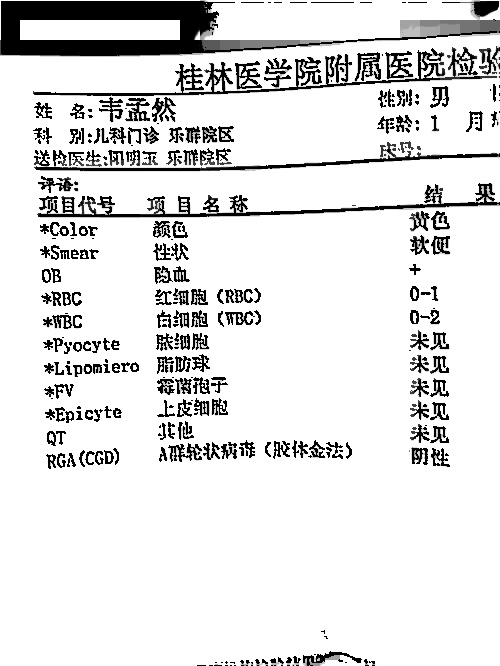 桂林医学院附属医院检验
姓 名:韦孟然 性别: 男
科 别:儿科门诊 乐群院区 年龄: 1 月
送检医生:阳明玉 乐群院区 床号:
评语:
项目代号 项 目 名 称 结 果
*Color 颜色 黄色
*Smear 性状 软便
OB 隐血 +
*RBC 红细胞 (RBC) 0-1
*WBC 白细胞 (WBC) 0-2
*Pyocyte 脓细胞 未见
*Lipomiero 脂肪球 未见
*FV 霉菌孢子 未见
*Epicyte 上皮细胞 未见
QT 其他 未见
RGA(CGD) A群轮状病毒 (胶体金法) 阴性